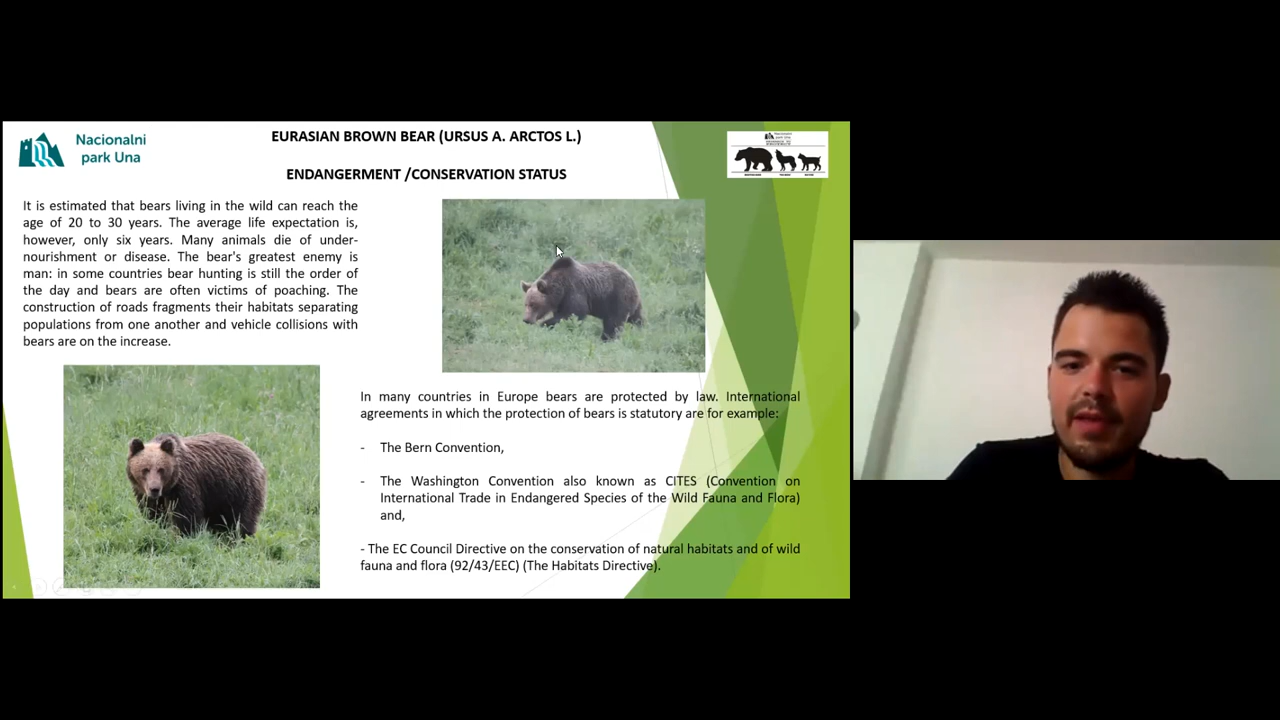 Nacionalni
park Una
EURASIAN BROWN BEAR (URSUS A. ARCTOS L.)
ENDANGERMENT /CONSERVATION STATUS
It is estimated that bears living in the wild can reach the
age of 20 to 30 years. The average life expectation is,
however, only six years. Many animals die of under-
nourishment or disease. The bear's greatest enemy is
man: in some countries bear hunting is still the order of
the day and bears are often victims of poaching. The
construction of roads fragments their habitats separating
populations from one another and vehicle collisions with
bears are on the increase.
In many countries in Europe bears are protected by law. International
agreements in which the protection of bears is statutory are for example:
- The Bern Convention,
- The Washington Convention also known as CITES (Convention on
International Trade in Endangered Species of the Wild Fauna and Flora)
and,
- The EC Council Directive on the conservation of natural habitats and of wild
fauna and flora (92/43/EEC) (The Habitats Directive).